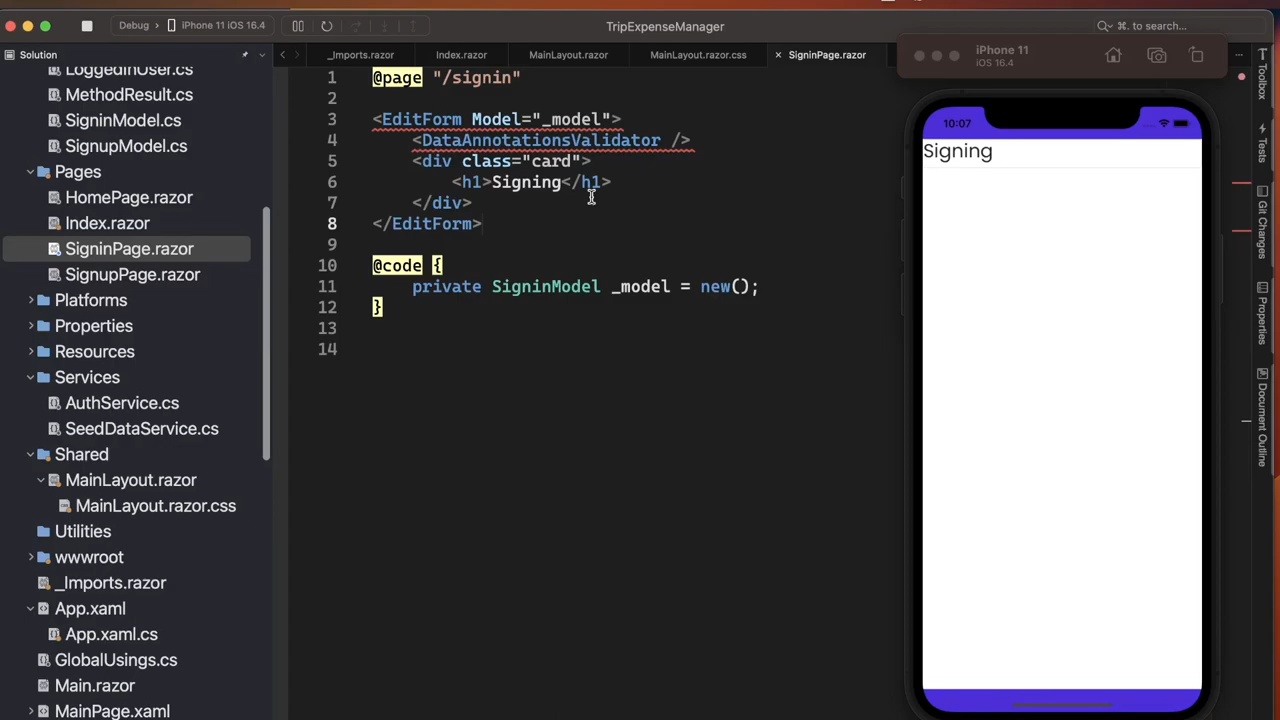 Debug
iPhone 11 iOS 16.4
TripExpenseManager
⌘. to search...
Solution
_Imports.razor
Index.razor
MainLayout.razor
MainLayout.razor.css
SigninPage.razor
LoggedInUser.cs
MethodResult.cs
SigninModel.cs
SignupModel.cs
Pages
HomePage.razor
Index.razor
SigninPage.razor
SignupPage.razor
Platforms
Properties
Resources
Services
AuthService.cs
SeedDataService.cs
Shared
MainLayout.razor
MainLayout.razor.css
Utilities
wwwroot
_Imports.razor
App.xaml
App.xaml.cs
GlobalUsings.cs
Main.razor
MainPage.xaml
1 @page "/signin"
2
3 <EditForm Model="_model">
4 <DataAnnotationsValidator />
5 <div class="card">
6 <h1>Signing</h1>
7 </div>
8 </EditForm>
9
10 @code {
11 private SigninModel _model = new();
12 }
13
14
iPhone 11
iOS 16.4
10:07
Signing
Toolbox
Tests
Git Changes
Properties
Document Outline